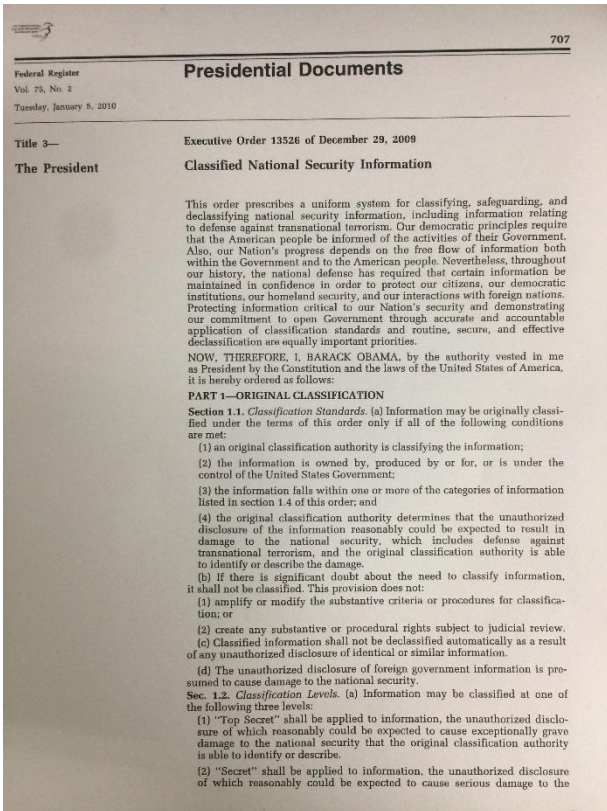 707
Federal Register
Vol. 75, No. 2
Tuesday, January 5, 2010
Presidential Documents
Title 3—
The President
Executive Order 13526 of December 29, 2009
Classified National Security Information
This order prescribes a uniform system for classifying, safeguarding, and
declassifying national security information, including information relating
to defense against transnational terrorism. Our democratic principles require
that the American people be informed of the activities of their Government.
Also, our Nation's progress depends on the free flow of information both
within the Government and to the American people. Nevertheless, throughout
our history, the national defense has required that certain information be
maintained in confidence in order to protect our citizens, our democratic
institutions, our homeland security, and our interactions with foreign nations.
Protecting information critical to our Nation's security and demonstrating
our commitment to open Government through accurate and accountable
application of classification standards and routine, secure, and effective
declassification are equally important priorities.
NOW, THEREFORE, I, BARACK OBAMA, by the authority vested in me
as President by the Constitution and the laws of the United States of America,
it is hereby ordered as follows:
PART 1—ORIGINAL CLASSIFICATION
Section 1.1. Classification Standards. (a) Information may be originally classi-
fied under the terms of this order only if all of the following conditions
are met:
(1) an original classification authority is classifying the information;
(2) the information is owned by, produced by or for, or is under the
control of the United States Government;
(3) the information falls within one or more of the categories of information
listed in section 1.4 of this order; and
(4) the original classification authority determines that the unauthorized
disclosure of the information reasonably could be expected to result in
damage to the national security, which includes defense against
transnational terrorism, and the original classification authority is able
to identify or describe the damage.
(b) If there is significant doubt about the need to classify information,
it shall not be classified. This provision does not:
(1) amplify or modify the substantive criteria or procedures for classifica-
tion; or
(2) create any substantive or procedural rights subject to judicial review.
(c) Classified information shall not be declassified automatically as a result
of any unauthorized disclosure of identical or similar information.
(d) The unauthorized disclosure of foreign government information is pre-
sumed to cause damage to the national security.
Sec. 1.2. Classification Levels. (a) Information may be classified at one of
the following three levels:
(1) "Top Secret" shall be applied to information, the unauthorized disclo-
sure of which reasonably could be expected to cause exceptionally grave
damage to the national security that the original classification authority
is able to identify or describe.
(2) "Secret" shall be applied to information, the unauthorized disclosure
of which reasonably could be expected to cause serious damage to the